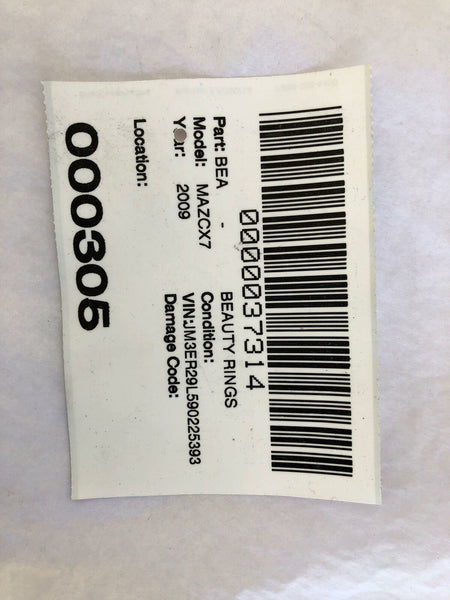 0000037314
Part: BEA - BEAUTY RINGS
Model: MAZCX7 Condition:
Year: 2009 VIN:JM3ER29L590225393
Damage Code:
Location:
000305